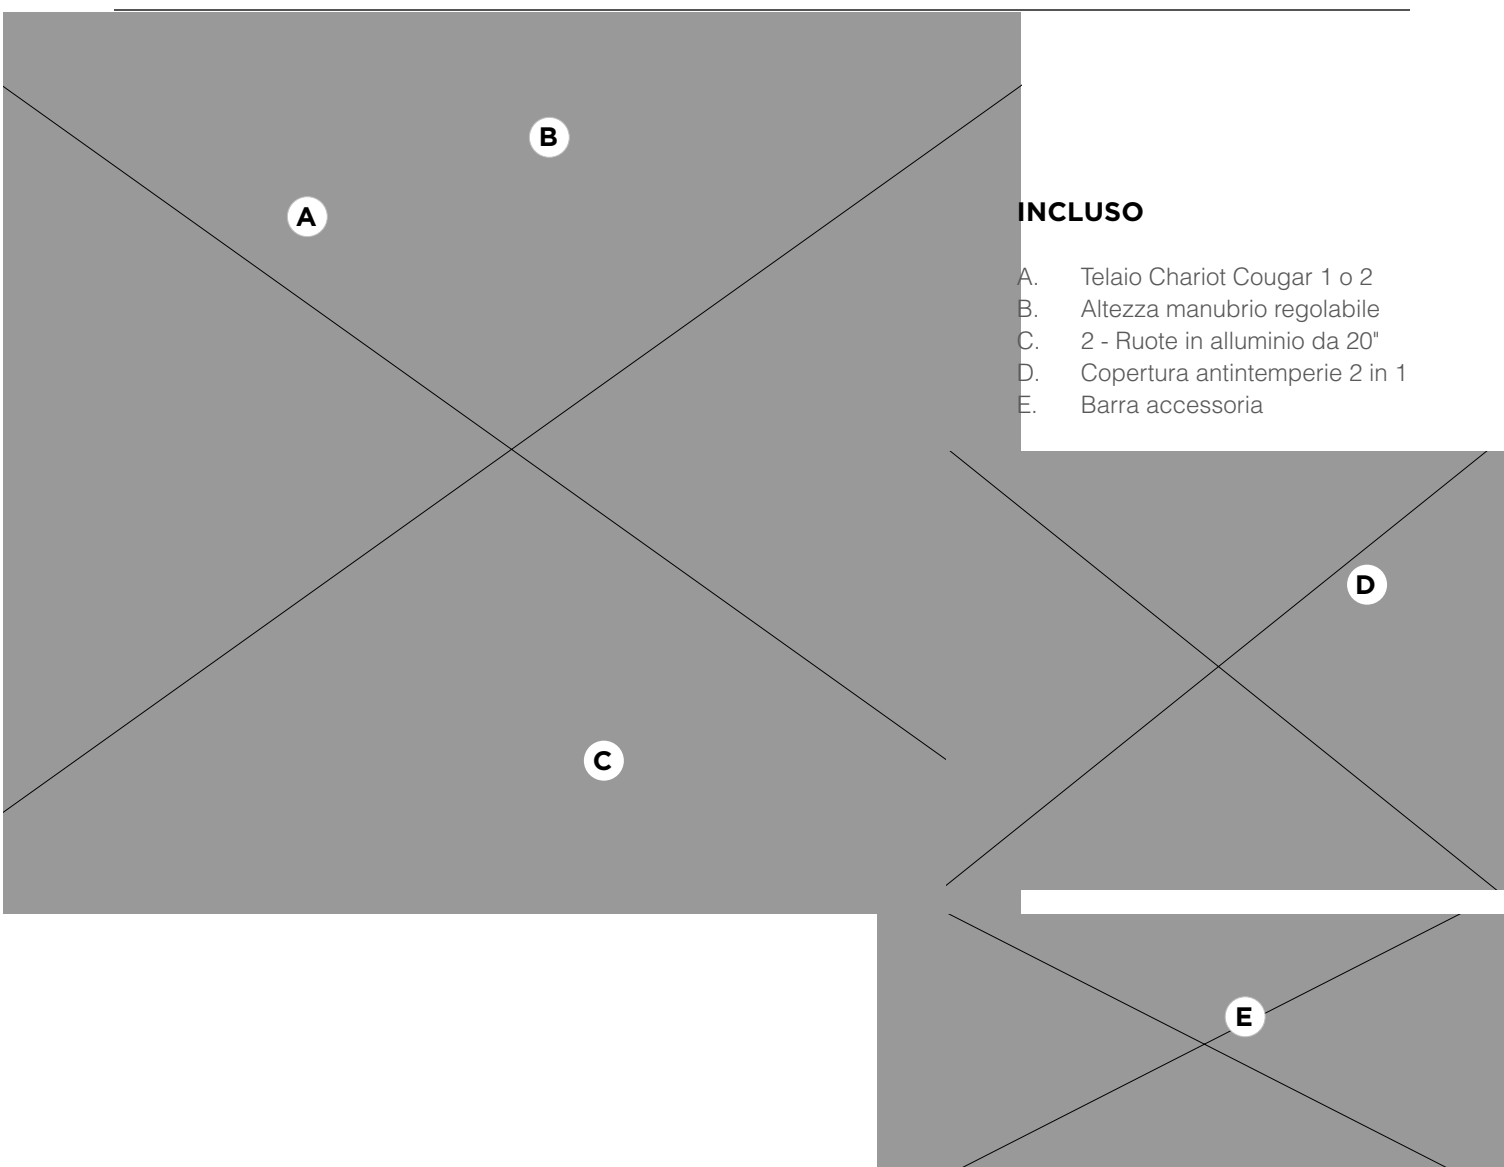 B
A
INCLUSO
A. Telaio Chariot Cougar 1 o 2
B. Altezza manubrio regolabile
C. 2 - Ruote in alluminio da 20"
D. Copertura antintemperie 2 in 1
E. Barra accessoria
D
C
E